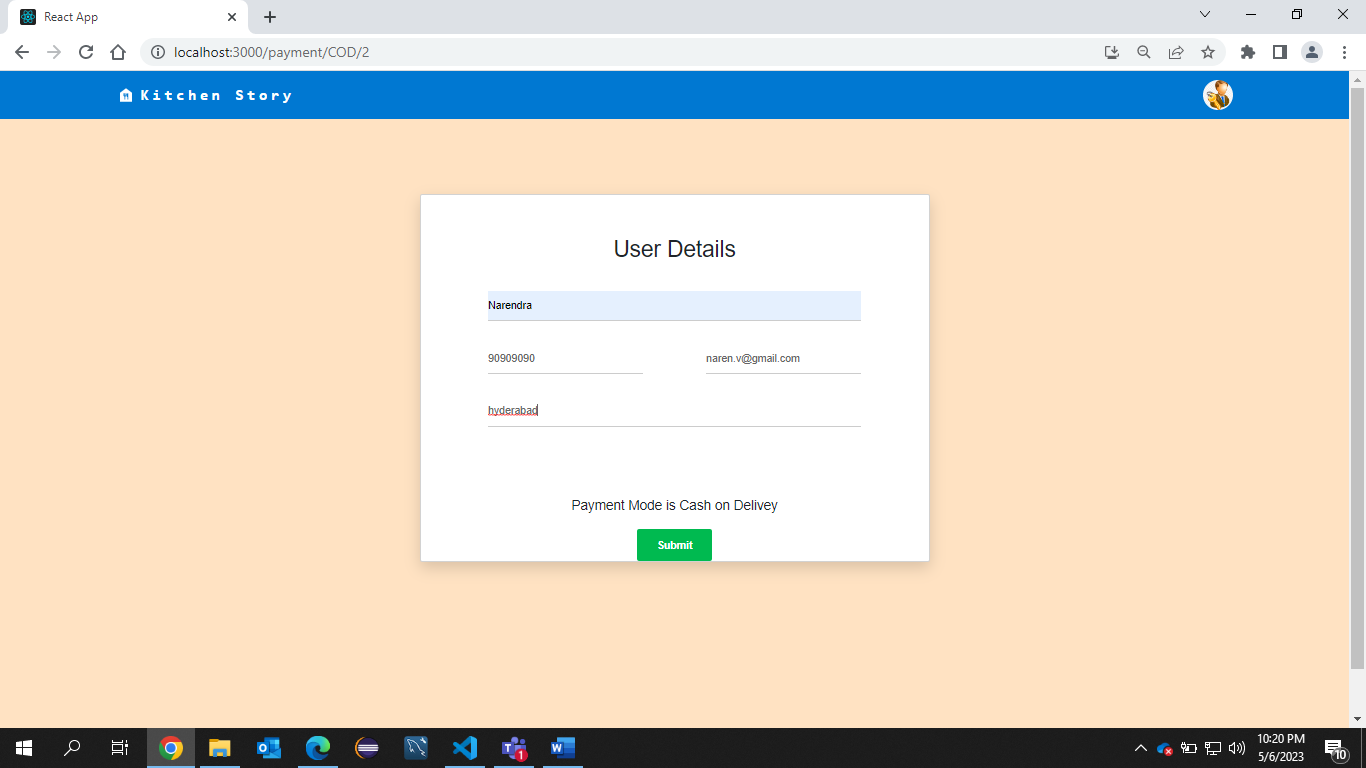 React App
localhost:3000/payment/COD/2
Kitchen Story
User Details
Narendra
90909090 naren.v@gmail.com
hyderabad
Payment Mode is Cash on Delivey
Submit
1
10:20 PM
5/6/2023
10